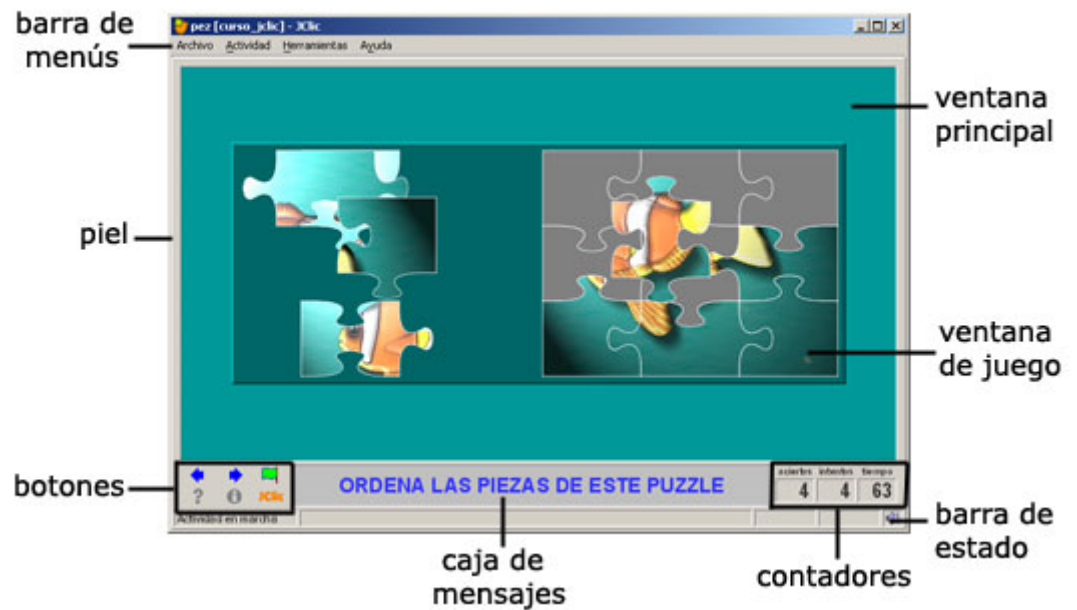 barra de
menús
pez [curso_jclic] - JClic
Archivo Actividad Herramientas Ayuda
ventana
principal
piel
ventana
de juego
botones
? i JClic
ORDENA LAS PIEZAS DE ESTE PUZZLE
aciertos intentos tiempo
4 4 63
Actividad en marcha
barra de
estado
caja de
mensajes
contadores